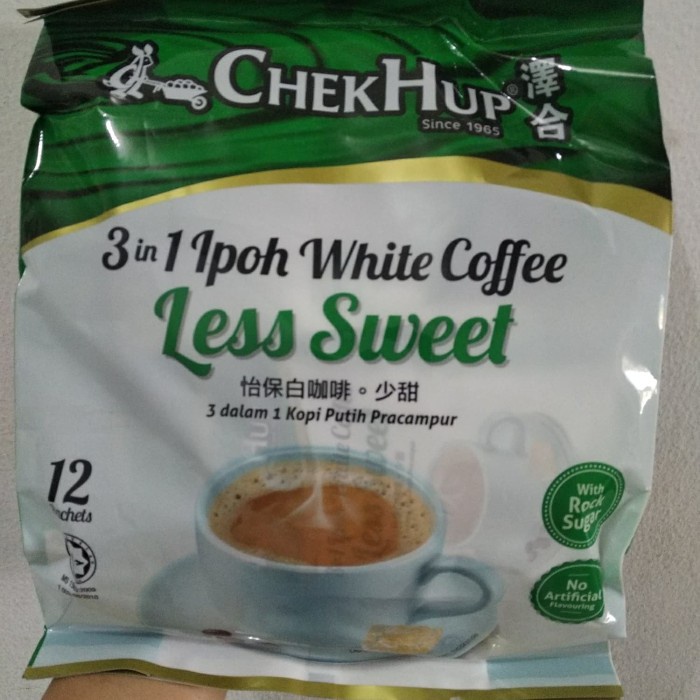 CHEKHUP®
澤合
Since 1965
3 in 1 Ipoh White Coffee
Less Sweet
怡保白咖啡。少甜
3 dalam 1 Kopi Putih Pracampur
12
With
Rock
Sugar
No
Artificial
Flavouring